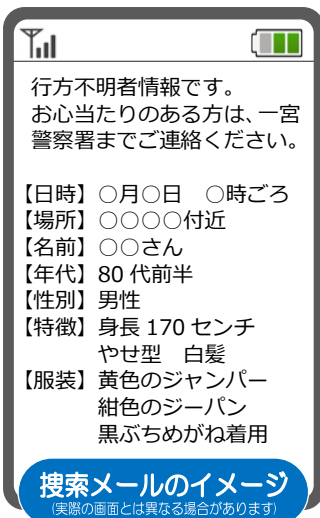 行方不明者情報です。
お心当たりのある方は、一宮
警察署までご連絡ください。
【日時】○月○日　○時ごろ
【場所】○○○○付近
【名前】○○さん
【年代】80 代前半
【性別】男性
【特徴】身長 170 センチ
やせ型　白髪
【服装】黄色のジャンパー
紺色のジーパン
黒ぶちめがね着用
捜索メールのイメージ
(実際の画面とは異なる場合があります)